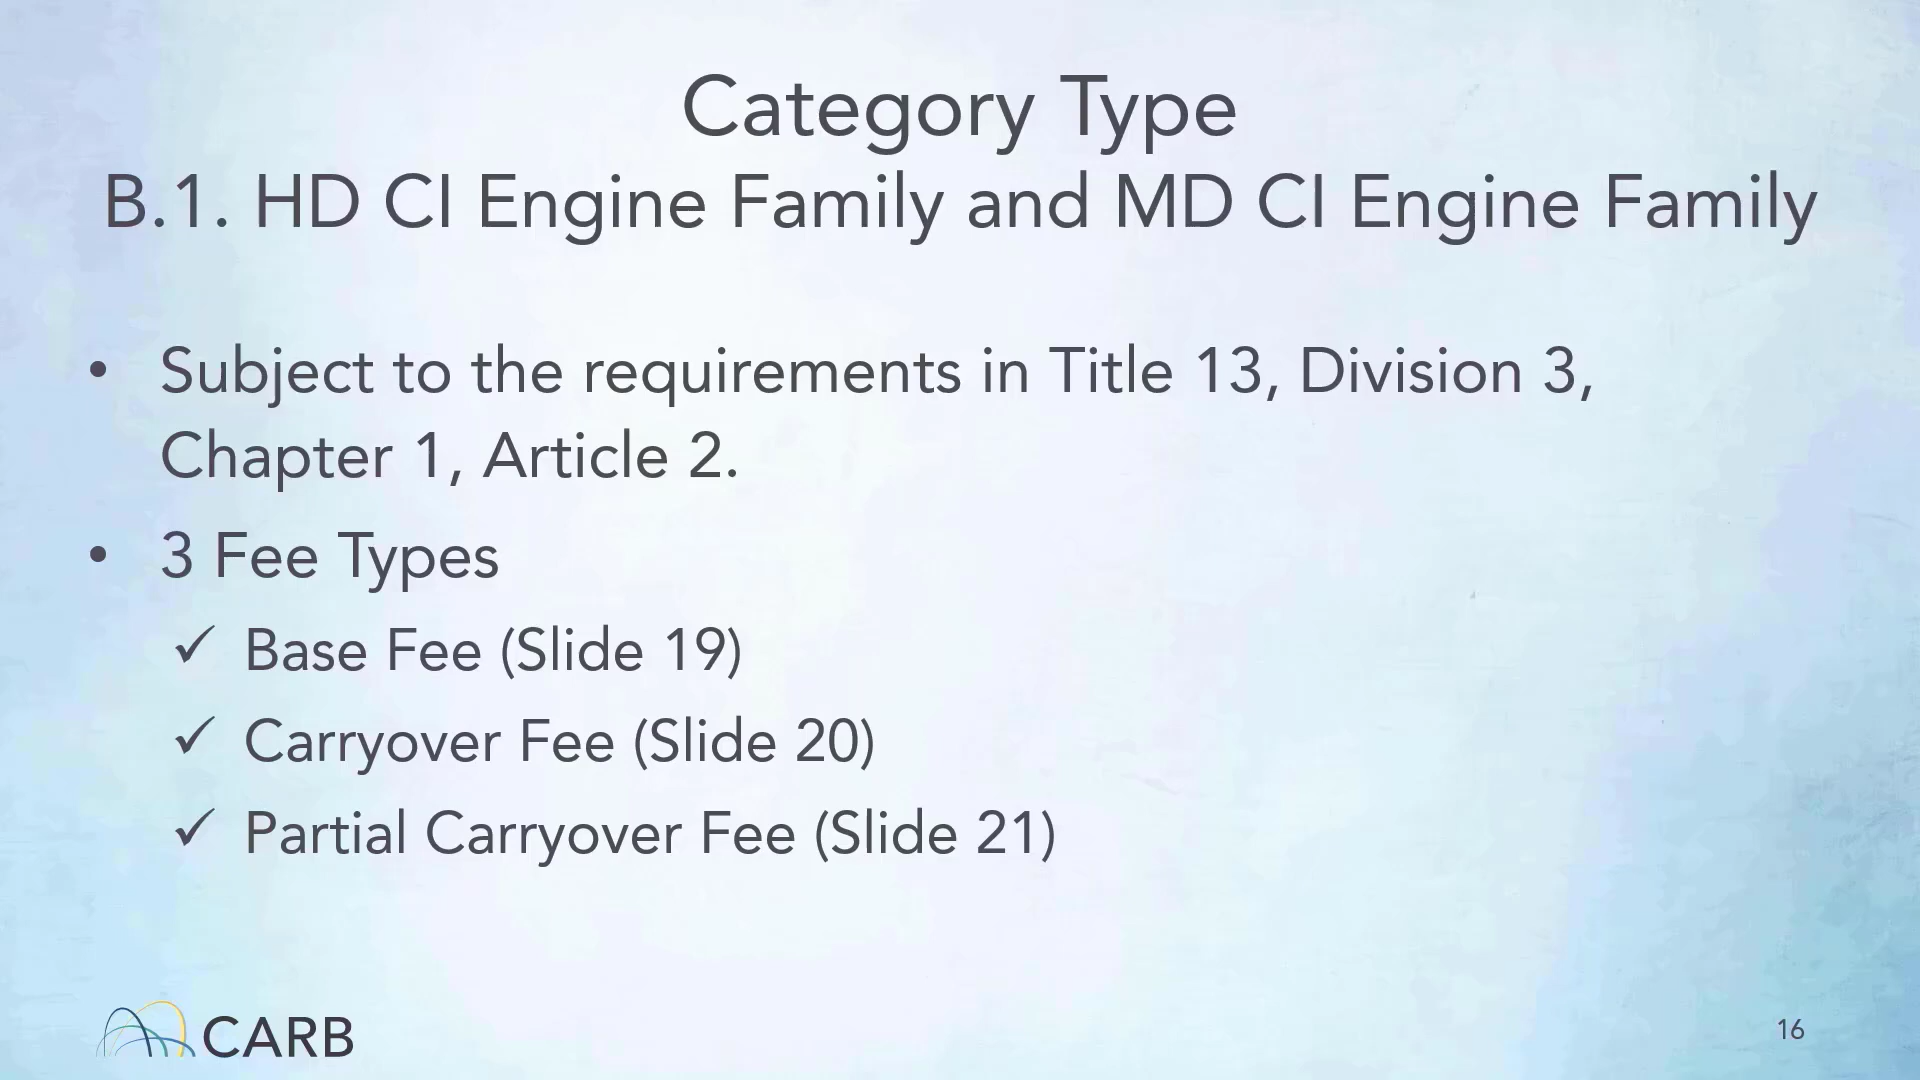 Category Type
B.1. HD CI Engine Family and MD CI Engine Family
• Subject to the requirements in Title 13, Division 3,
Chapter 1, Article 2.
• 3 Fee Types
✓ Base Fee (Slide 19)
✓ Carryover Fee (Slide 20)
✓ Partial Carryover Fee (Slide 21)
CARB
16